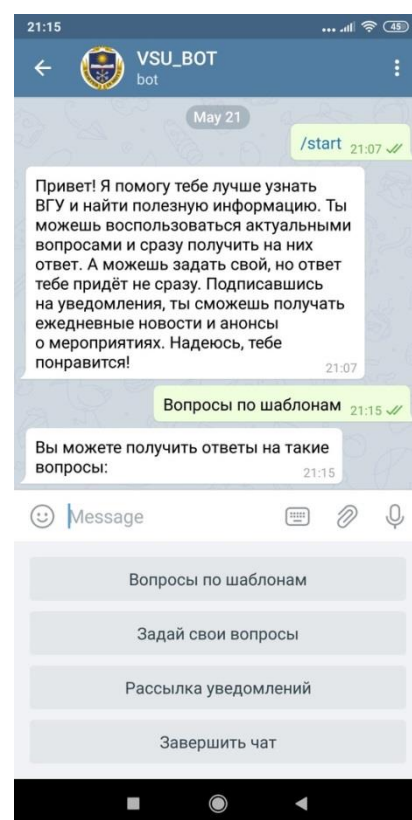 21:15
45
VSU_BOT
bot
May 21
/start 21:07
Привет! Я помогу тебе лучше узнать
ВГУ и найти полезную информацию. Ты
можешь воспользоваться актуальными
вопросами и сразу получить на них
ответ. А можешь задать свой, но ответ
тебе придёт не сразу. Подписавшись
на уведомления, ты сможешь получать
ежедневные новости и анонсы
о мероприятиях. Надеюсь, тебе
понравится!
21:07
Вопросы по шаблонам 21:15
Вы можете получить ответы на такие
вопросы:
21:15
Message
Вопросы по шаблонам
Задай свои вопросы
Рассылка уведомлений
Завершить чат